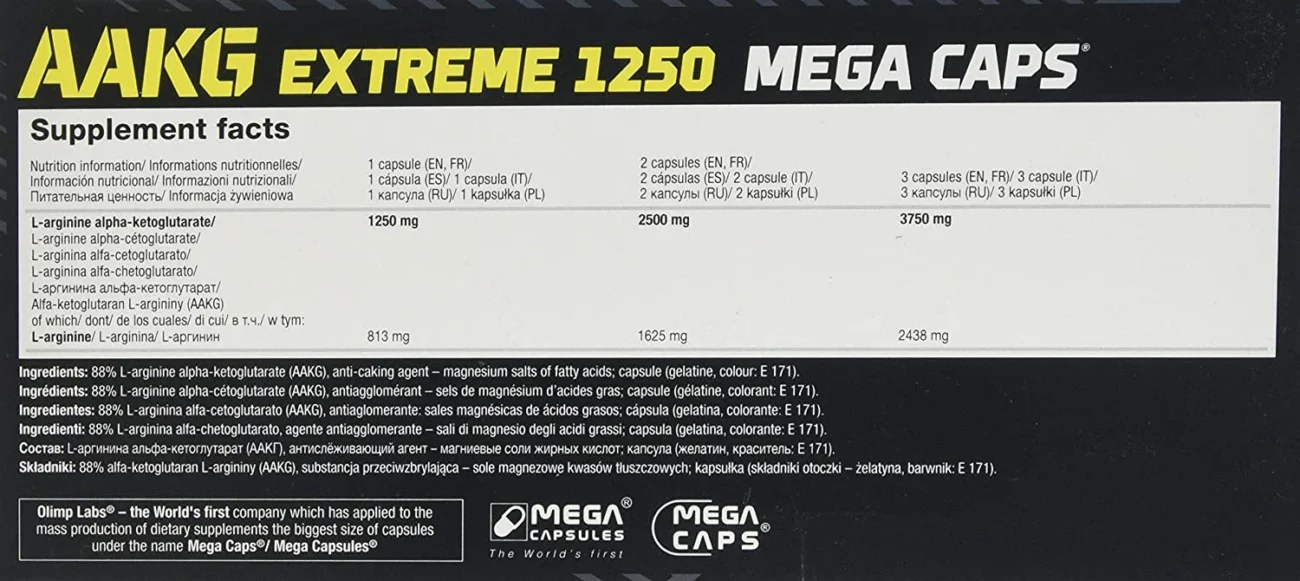 AAKG EXTREME 1250 MEGA CAPS®
Supplement facts
Nutrition information/ Informations nutritionnelles/
Información nutricional/ Informazioni nutrizionali/
Питательная ценность/ Informacja żywieniowa
1 capsule (EN, FR)/
1 cápsula (ES)/ 1 capsula (IT)/
1 капсула (RU)/ 1 kapsułka (PL)
2 capsules (EN, FR)/
2 cápsulas (ES)/ 2 capsule (IT)/
2 капсулы (RU)/ 2 kapsułki (PL)
3 capsules (EN, FR)/ 3 capsule (IT)/
3 капсулы (RU)/ 3 kapsułki (PL)
L-arginine alpha-ketoglutarate/ 1250 mg 2500 mg 3750 mg
L-arginine alpha-cétoglutarate/
L-arginina alfa-cetoglutarato/
L-arginina alfa-chetoglutarato/
L-аргинина альфа-кетоглутарат/
Alfa-ketoglutaran L-argininy (AAKG)
of which/ dont/ de los cuales/ di cui/ в т.ч./ w tym:
L-arginine/ L-arginina/ L-аргинин 813 mg 1625 mg 2438 mg
Ingredients: 88% L-arginine alpha-ketoglutarate (AAKG), anti-caking agent – magnesium salts of fatty acids; capsule (gelatine, colour: E 171).
Ingrédients: 88% L-arginine alpha-cétoglutarate (AAKG), antiagglomérant – sels de magnésium d'acides gras; capsule (gélatine, colorant: E 171).
Ingredientes: 88% L-arginina alfa-cetoglutarato (AAKG), antiaglomerante: sales magnésicas de ácidos grasos; cápsula (gelatina, colorante: E 171).
Ingredienti: 88% L-arginina alfa-chetoglutarato, agente antiagglomerante – sali di magnesio degli acidi grassi; capsula (gelatina, colorante: E 171).
Состав: L-аргинина альфа-кетоглутарат (ААКГ), антислёживающий агент – магниевые соли жирных кислот; капсула (желатин, краситель: E 171).
Składniki: 88% alfa-ketoglutaran L-argininy (AAKG), substancja przeciwzbrylająca – sole magnezowe kwasów tłuszczowych; kapsułka (składniki otoczki – żelatyna, barwnik: E 171).
Olimp Labs® – the World's first company which has applied to the
mass production of dietary supplements the biggest size of capsules
under the name Mega Caps®/ Mega Capsules®
MEGA®
CAPSULES
The World's first
MEGA
CAPS®